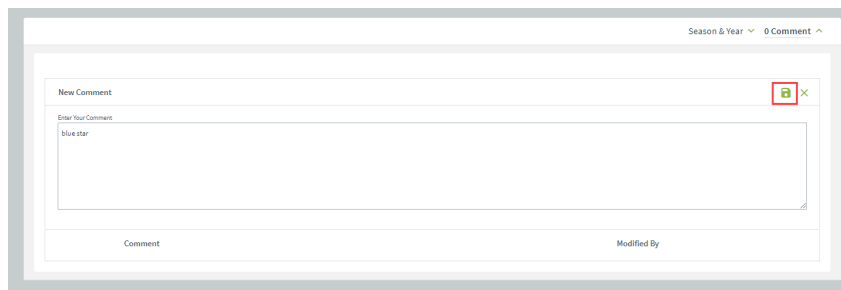 Season & Year 0 Comment
New Comment
Enter Your Comment
blue star
Comment Modified By